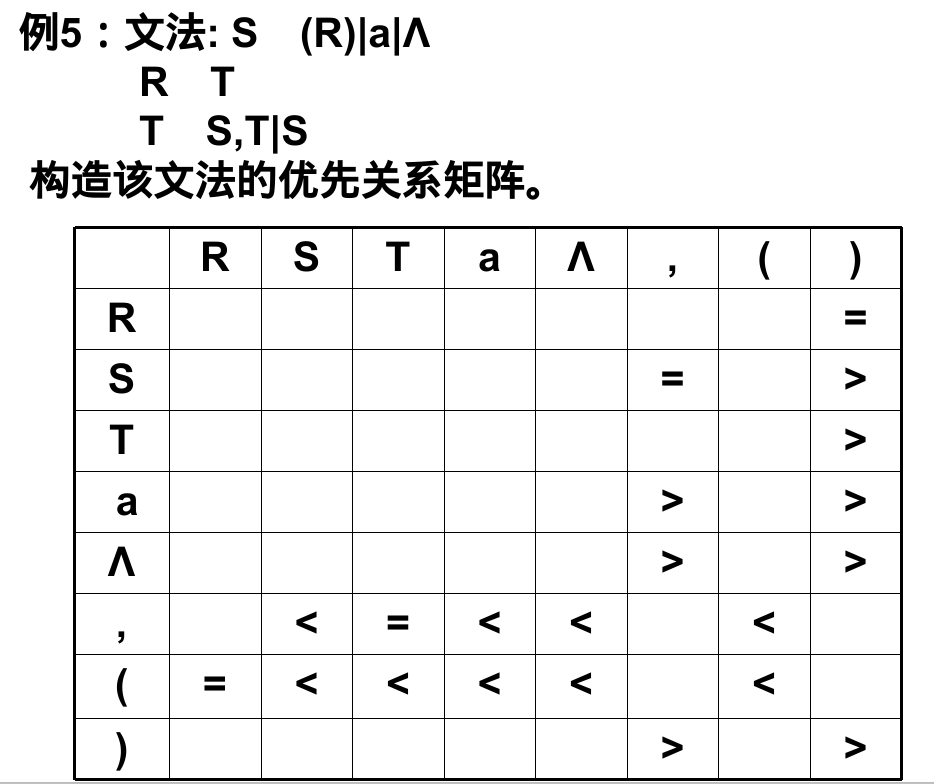 例5：文法: S (R)|a|Λ
R T
T S,T|S
构造该文法的优先关系矩阵。
R S T a Λ , ( )
R =
S = >
T >
a > >
Λ > >
, < = < < <
( = < < < < <
) > >